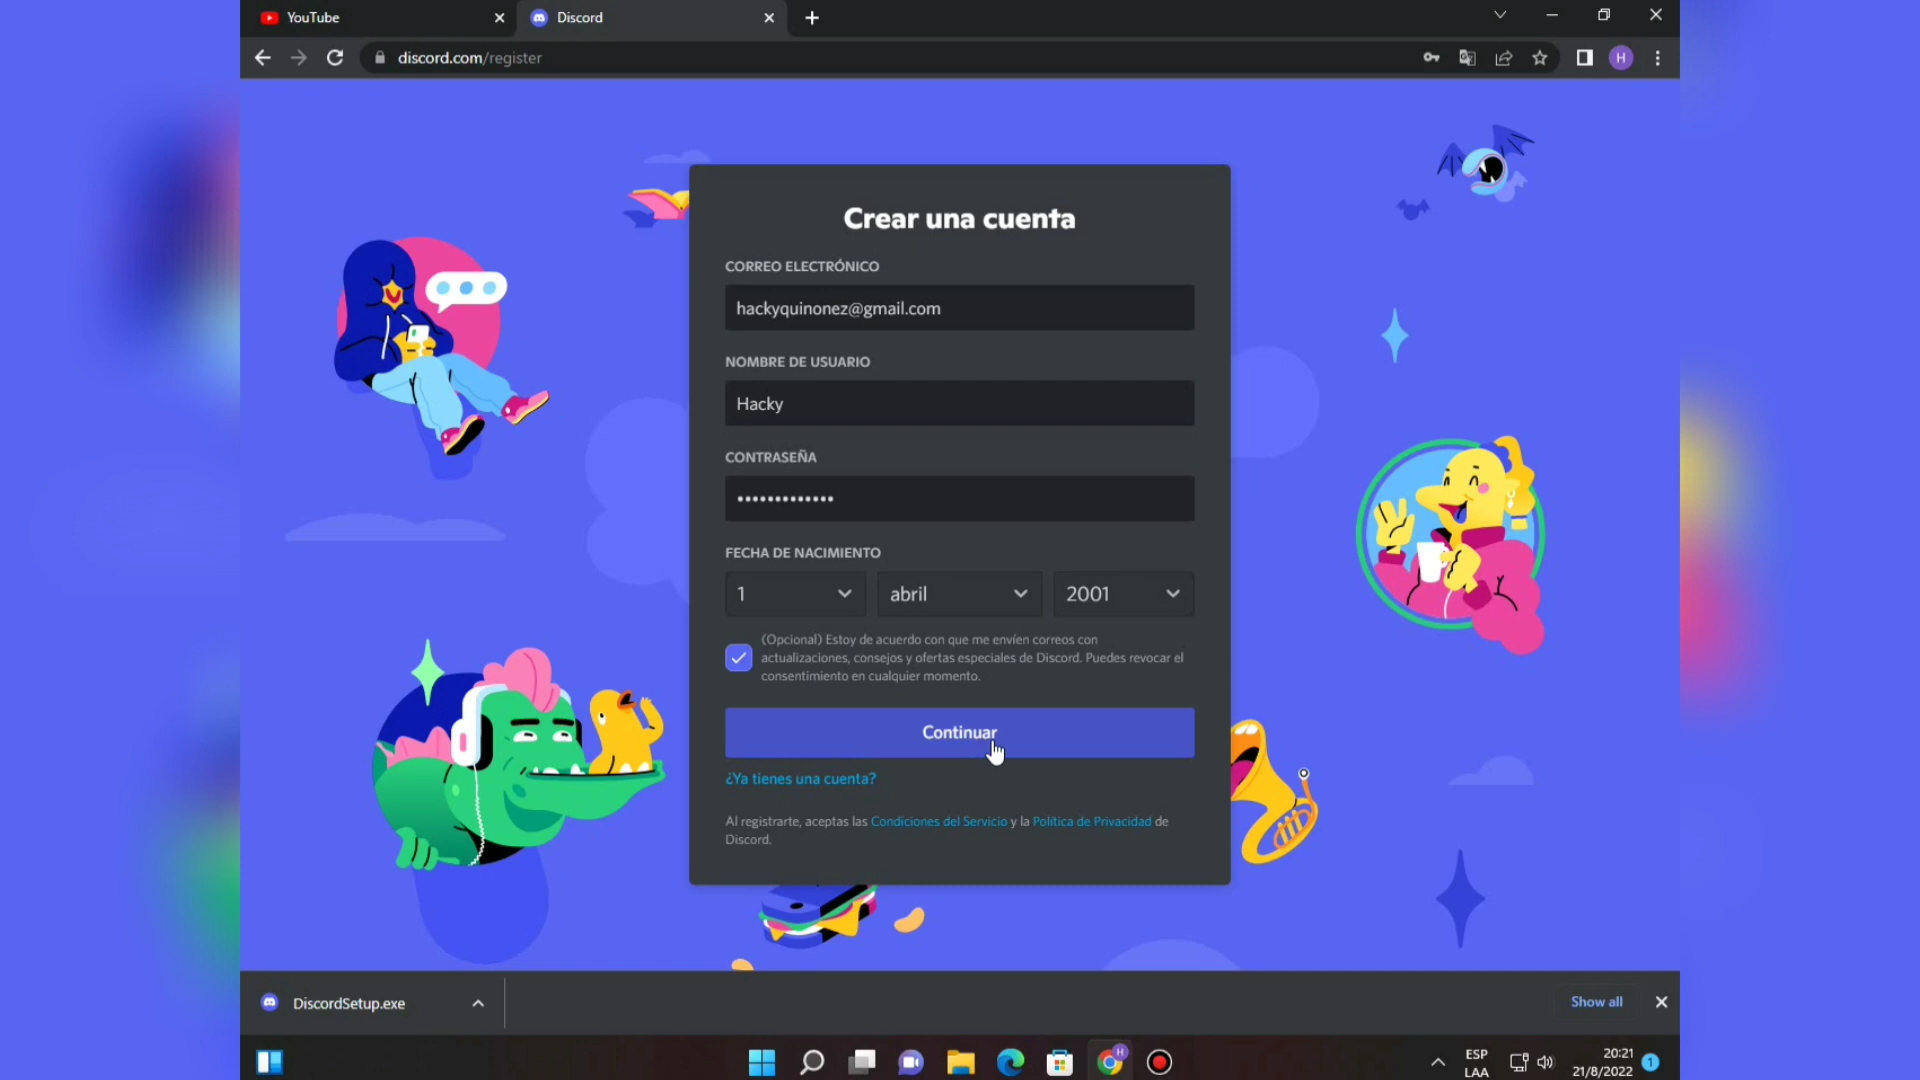 YouTube
Discord
discord.com/register
H
Crear una cuenta
CORREO ELECTRÓNICO
hackyquinonez@gmail.com
NOMBRE DE USUARIO
Hacky
CONTRASEÑA
•••••••••••••
FECHA DE NACIMIENTO
1 abril 2001
(Opcional) Estoy de acuerdo con que me envíen correos con
actualizaciones, consejos y ofertas especiales de Discord. Puedes revocar el
consentimiento en cualquier momento.
Continuar
¿Ya tienes una cuenta?
Al registrarte, aceptas las Condiciones del Servicio y la Política de Privacidad de
Discord.
DiscordSetup.exe
Show all
H
ESP
LAA
20:21
21/8/2022
1